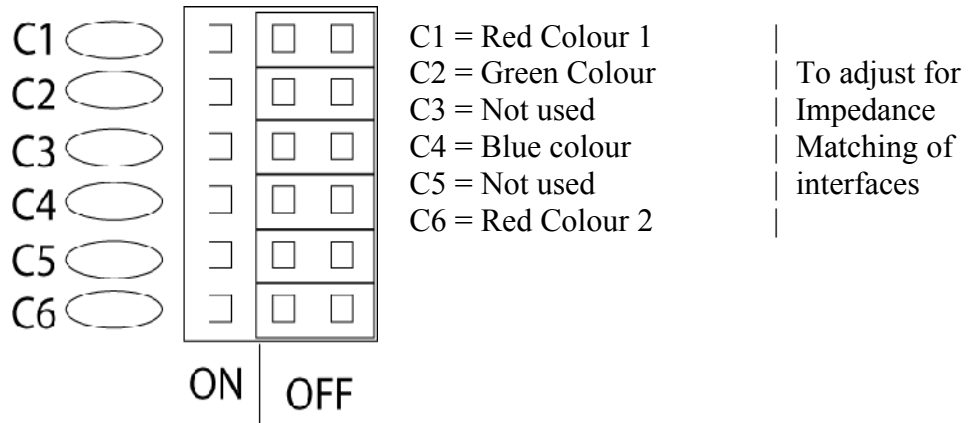 C1 C1 = Red Colour 1 |
C2 C2 = Green Colour | To adjust for
C3 C3 = Not used | Impedance
C4 C4 = Blue colour | Matching of
C5 C5 = Not used | interfaces
C6 C6 = Red Colour 2 |
ON OFF